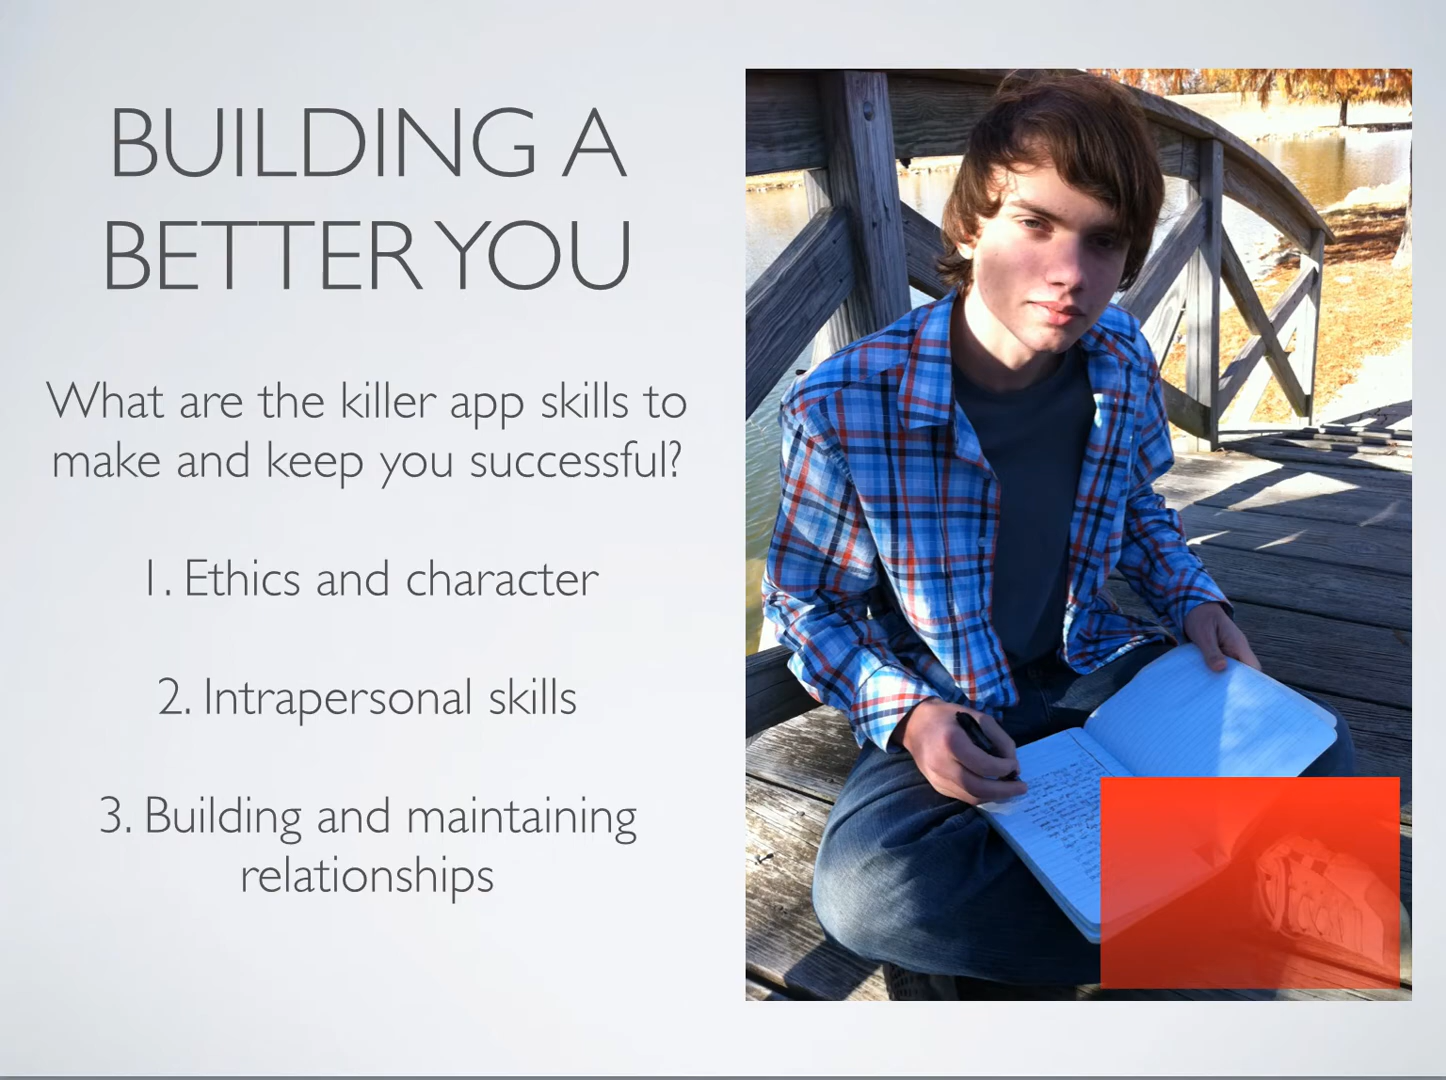 BUILDING A
BETTER YOU
What are the killer app skills to
make and keep you successful?
1. Ethics and character
2. Intrapersonal skills
3. Building and maintaining
relationships